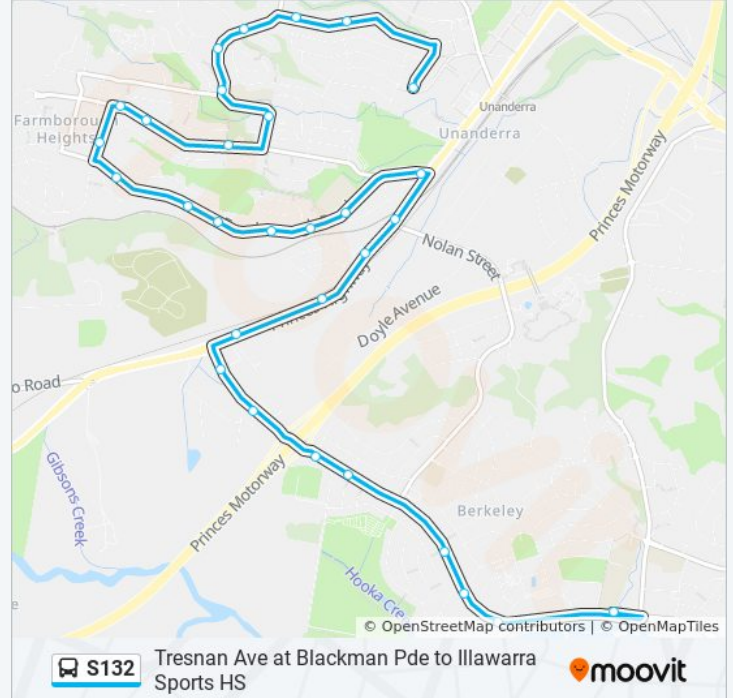 Farmborough
Heights
Unanderra
Unanderra
Princes Motorway
Nolan Street
Doyle Avenue
o Road
Gibsons Creek
Princes Motorway
Berkeley
Hooka Cre
e
© OpenStreetMap contributors | © OpenMapTiles
S132
Tresnan Ave at Blackman Pde to Illawarra
Sports HS
moovit